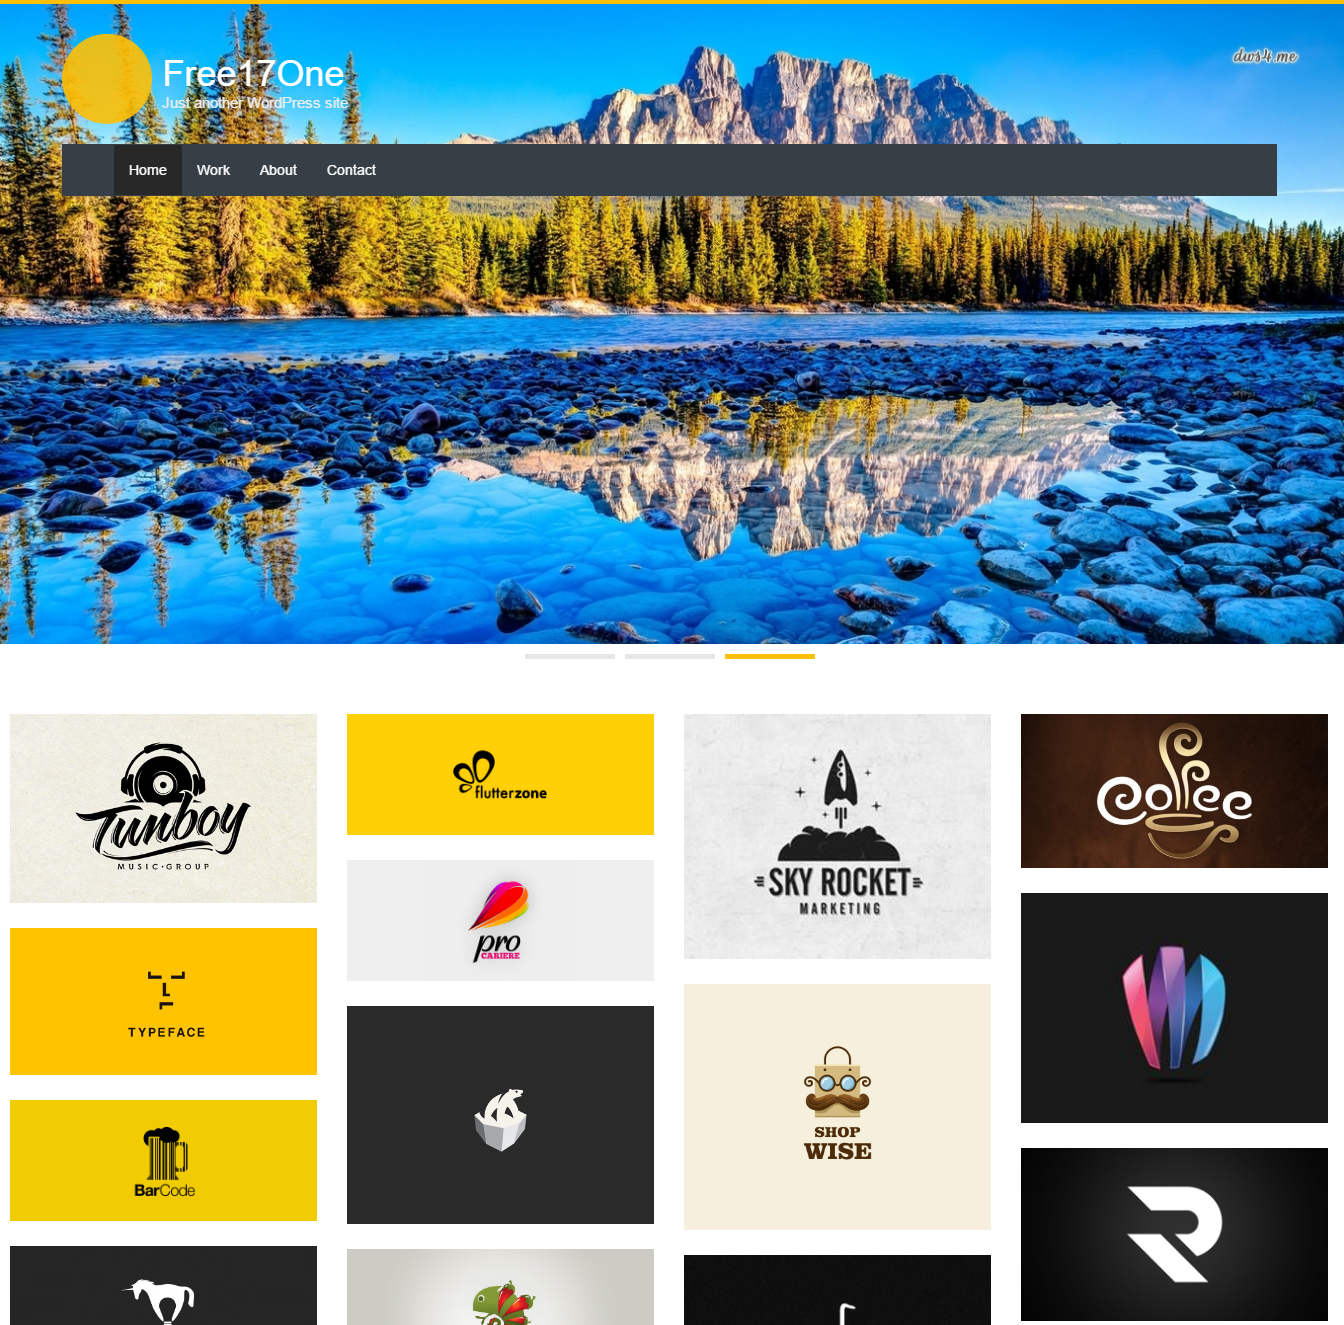 Free17One
Just another WordPress site
dws4.me
Home
Work
About
Contact
Tunboy
MUSIC·GROUP
flutterzone
SKY ROCKET
MARKETING
Coffee
pro
CARIERE
TYPEFACE
SHOP
WISE
BarCode